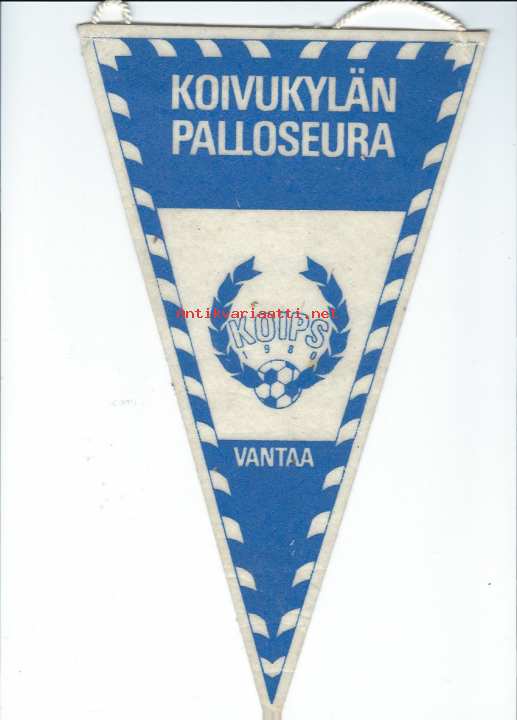 KOIVUKYLÄN
PALLOSEURA
Antikvariaatti.net
KOIPS
1980
VANTAA